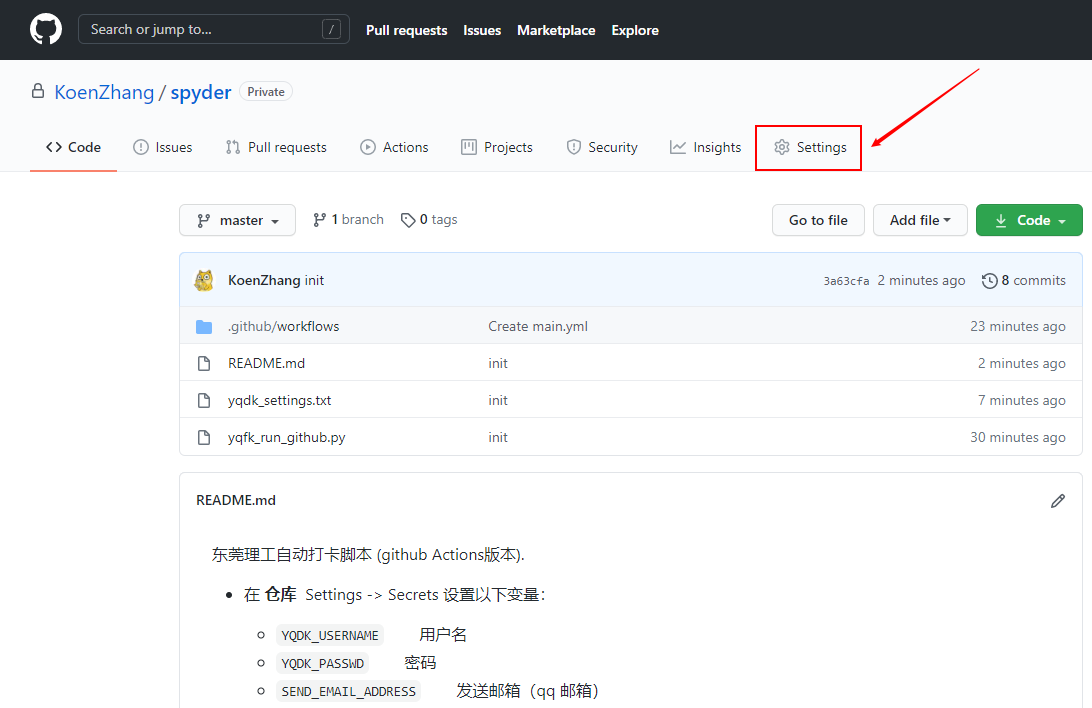 Search or jump to... / Pull requests Issues Marketplace Explore
KoenZhang / spyder Private
Code Issues Pull requests Actions Projects Security Insights Settings
master 1 branch 0 tags Go to file Add file Code
KoenZhang init 3a63cfa 2 minutes ago 8 commits
.github/workflows Create main.yml 23 minutes ago
README.md init 2 minutes ago
yqdk_settings.txt init 7 minutes ago
yqfk_run_github.py init 30 minutes ago
README.md
东莞理工自动打卡脚本 (github Actions版本).
在 仓库 Settings -> Secrets 设置以下变量：
YQDK_USERNAME 用户名
YQDK_PASSWD 密码
SEND_EMAIL_ADDRESS 发送邮箱（qq 邮箱）